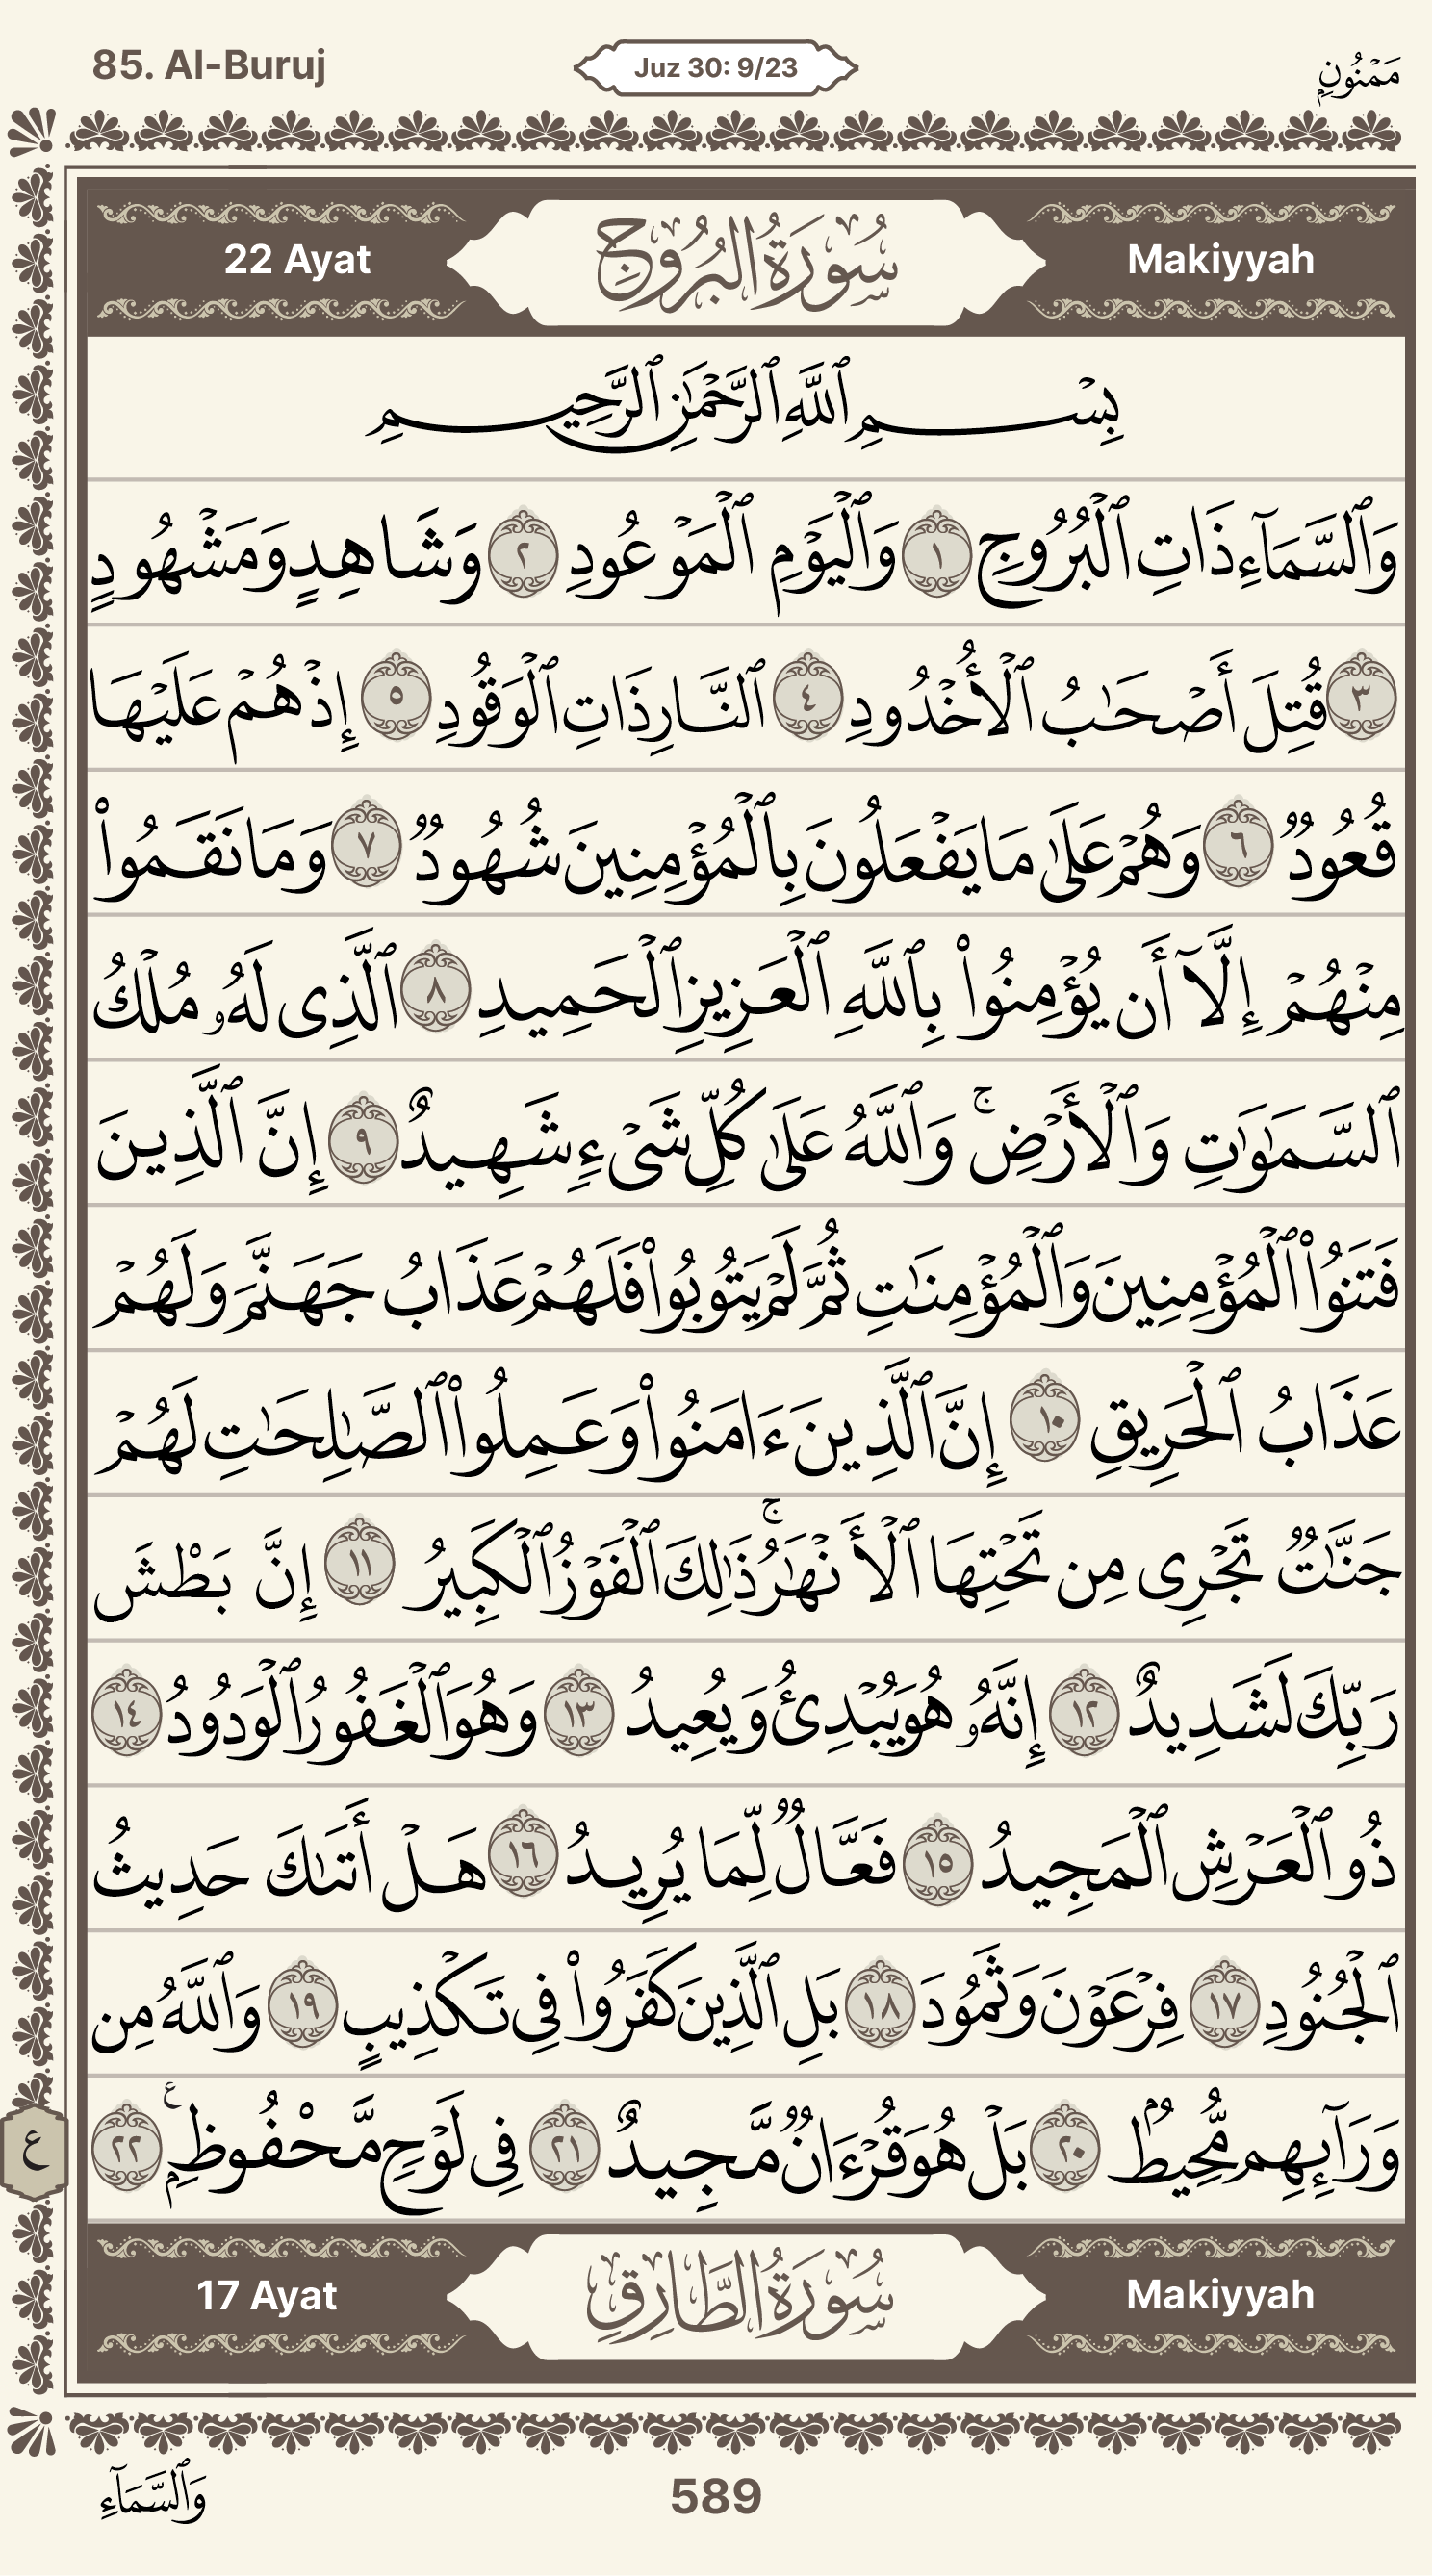 85. Al-Buruj
Juz 30: 9/23
مَمْنُونٍۭ
22 Ayat
سُورَةُ الْبُرُوجِ
Makiyyah
بِسْمِ ٱللَّهِ ٱلرَّحْمَٰنِ ٱلرَّحِيمِ
وَٱلسَّمَآءِ ذَاتِ ٱلْبُرُوجِ ١ وَٱلْيَوْمِ ٱلْمَوْعُودِ ٢ وَشَاهِدٍ وَمَشْهُودٍ
٣ قُتِلَ أَصْحَٰبُ ٱلْأُخْدُودِ ٤ ٱلنَّارِ ذَاتِ ٱلْوَقُودِ ٥ إِذْ هُمْ عَلَيْهَا
قُعُودٌ ٦ وَهُمْ عَلَىٰ مَا يَفْعَلُونَ بِٱلْمُؤْمِنِينَ شُهُودٌ ٧ وَمَا نَقَمُوا۟
مِنْهُمْ إِلَّآ أَن يُؤْمِنُوا۟ بِٱللَّهِ ٱلْعَزِيزِ ٱلْحَمِيدِ ٨ ٱلَّذِى لَهُۥ مُلْكُ
ٱلسَّمَٰوَٰتِ وَٱلْأَرْضِ ۚ وَٱللَّهُ عَلَىٰ كُلِّ شَىْءٍ شَهِيدٌ ٩ إِنَّ ٱلَّذِينَ
فَتَنُوا۟ ٱلْمُؤْمِنِينَ وَٱلْمُؤْمِنَٰتِ ثُمَّ لَمْ يَتُوبُوا۟ فَلَهُمْ عَذَابُ جَهَنَّمَ وَلَهُمْ
عَذَابُ ٱلْحَرِيقِ ١٠ إِنَّ ٱلَّذِينَ ءَامَنُوا۟ وَعَمِلُوا۟ ٱلصَّٰلِحَٰتِ لَهُمْ
جَنَّٰتٌ تَجْرِى مِن تَحْتِهَا ٱلْأَنْهَٰرُ ۚ ذَٰلِكَ ٱلْفَوْزُ ٱلْكَبِيرُ ١١ إِنَّ بَطْشَ
رَبِّكَ لَشَدِيدٌ ١٢ إِنَّهُۥ هُوَ يُبْدِئُ وَيُعِيدُ ١٣ وَهُوَ ٱلْغَفُورُ ٱلْوَدُودُ ١٤
ذُو ٱلْعَرْشِ ٱلْمَجِيدُ ١٥ فَعَّالٌ لِّمَا يُرِيدُ ١٦ هَلْ أَتَىٰكَ حَدِيثُ
ٱلْجُنُودِ ١٧ فِرْعَوْنَ وَثَمُودَ ١٨ بَلِ ٱلَّذِينَ كَفَرُوا۟ فِى تَكْذِيبٍ ١٩ وَٱللَّهُ مِن
وَرَآئِهِم مُّحِيطٌۢ ٢٠ بَلْ هُوَ قُرْءَانٌ مَّجِيدٌ ٢١ فِى لَوْحٍ مَّحْفُوظٍۭ ع ٢٢
ع
17 Ayat
سُورَةُ الطَّارِقِ
Makiyyah
وَٱلسَّمَآءِ
589